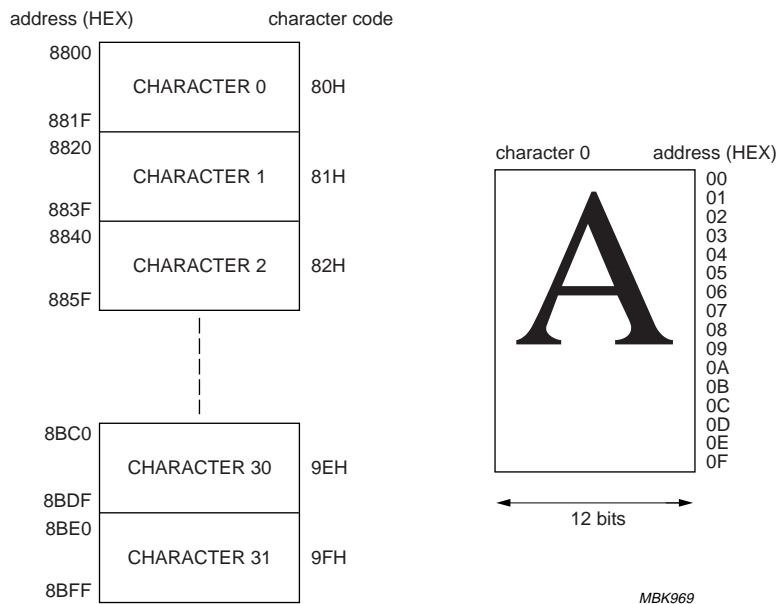 address (HEX) character code
8800
CHARACTER 0 80H
881F
8820
CHARACTER 1 81H
883F
8840
CHARACTER 2 82H
885F
8BC0
CHARACTER 30 9EH
8BDF
8BE0
CHARACTER 31 9FH
8BFF
character 0 address (HEX)
A
00
01
02
03
04
05
06
07
08
09
0A
0B
0C
0D
0E
0F
12 bits
MBK969